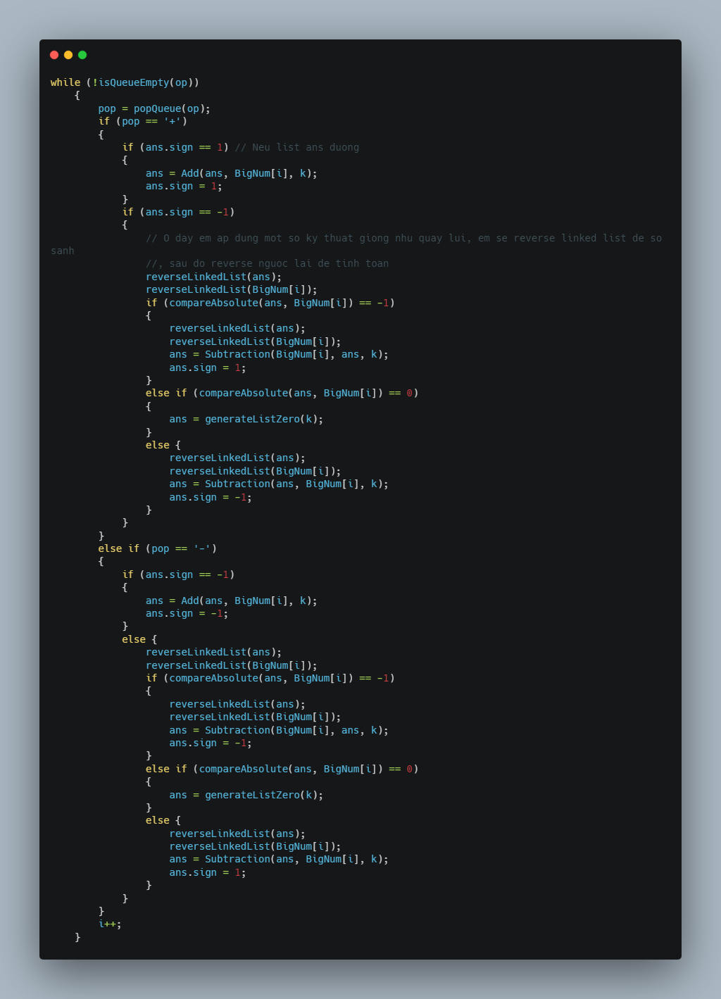 while (!isQueueEmpty(op))
    {
        pop = popQueue(op);
        if (pop == '+')
        {
            if (ans.sign == 1) // Neu list ans duong
            {
                ans = Add(ans, BigNum[i], k);
                ans.sign = 1;
            }
            if (ans.sign == -1)
            {
                // O day em ap dung mot so ky thuat giong nhu quay lui, em se reverse linked list de so
sanh
                //, sau do reverse nguoc lai de tinh toan
                reverseLinkedList(ans);
                reverseLinkedList(BigNum[i]);
                if (compareAbsolute(ans, BigNum[i]) == -1)
                {
                    reverseLinkedList(ans);
                    reverseLinkedList(BigNum[i]);
                    ans = Subtraction(BigNum[i], ans, k);
                    ans.sign = 1;
                }
                else if (compareAbsolute(ans, BigNum[i]) == 0)
                {
                    ans = generateListZero(k);
                }
                else {
                    reverseLinkedList(ans);
                    reverseLinkedList(BigNum[i]);
                    ans = Subtraction(ans, BigNum[i], k);
                    ans.sign = -1;
                }
            }
        }
        else if (pop == '-')
        {
            if (ans.sign == -1)
            {
                ans = Add(ans, BigNum[i], k);
                ans.sign = -1;
            }
            else {
                reverseLinkedList(ans);
                reverseLinkedList(BigNum[i]);
                if (compareAbsolute(ans, BigNum[i]) == -1)
                {
                    reverseLinkedList(ans);
                    reverseLinkedList(BigNum[i]);
                    ans = Subtraction(BigNum[i], ans, k);
                    ans.sign = -1;
                }
                else if (compareAbsolute(ans, BigNum[i]) == 0)
                {
                    ans = generateListZero(k);
                }
                else {
                    reverseLinkedList(ans);
                    reverseLinkedList(BigNum[i]);
                    ans = Subtraction(ans, BigNum[i], k);
                    ans.sign = 1;
                }
            }
        }
        i++;
    }